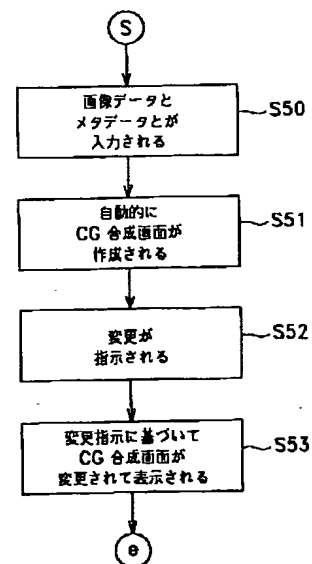 S
画像データと
メタデータとが
入力される
S50
自動的に
CG 合成画面が
作成される
S51
変更が
指示される
S52
変更指示に基づいて
CG 合成画面が
変更されて表示される
S53
e